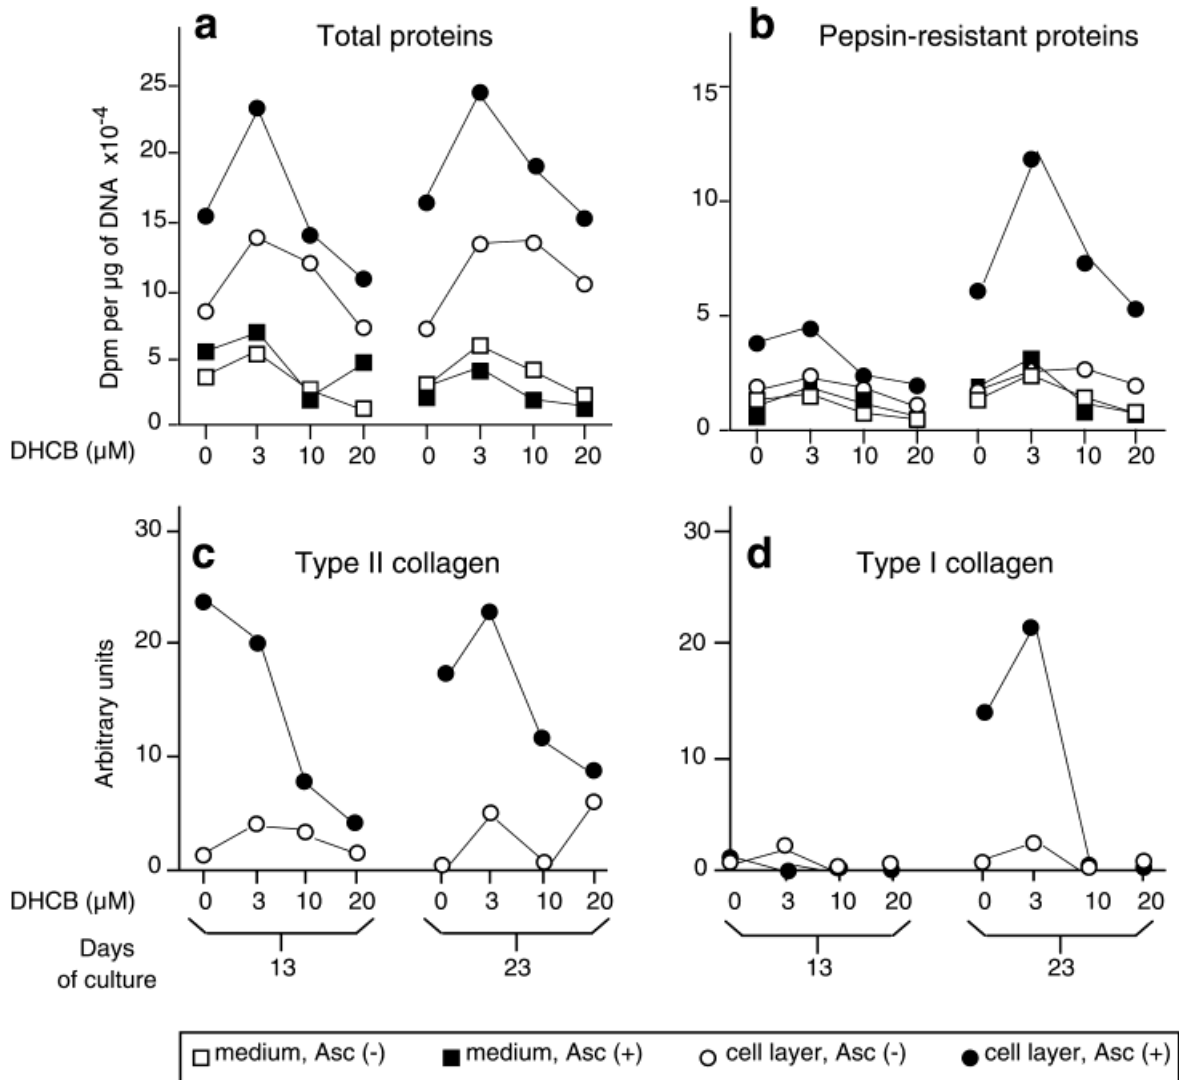 a
Total proteins
Dpm per µg of DNA x10-4
25
20
15
10
5
0
DHCB (µM)
0 3 10 20 0 3 10 20
b
Pepsin-resistant proteins
15
10
5
0
0 3 10 20 0 3 10 20
c
Type II collagen
Arbitrary units
30
20
10
0
DHCB (µM)
0 3 10 20 0 3 10 20
Days
of culture
13 23
d
Type I collagen
30
20
10
0
0 3 10 20 0 3 10 20
13 23
medium, Asc (-) medium, Asc (+) cell layer, Asc (-) cell layer, Asc (+)